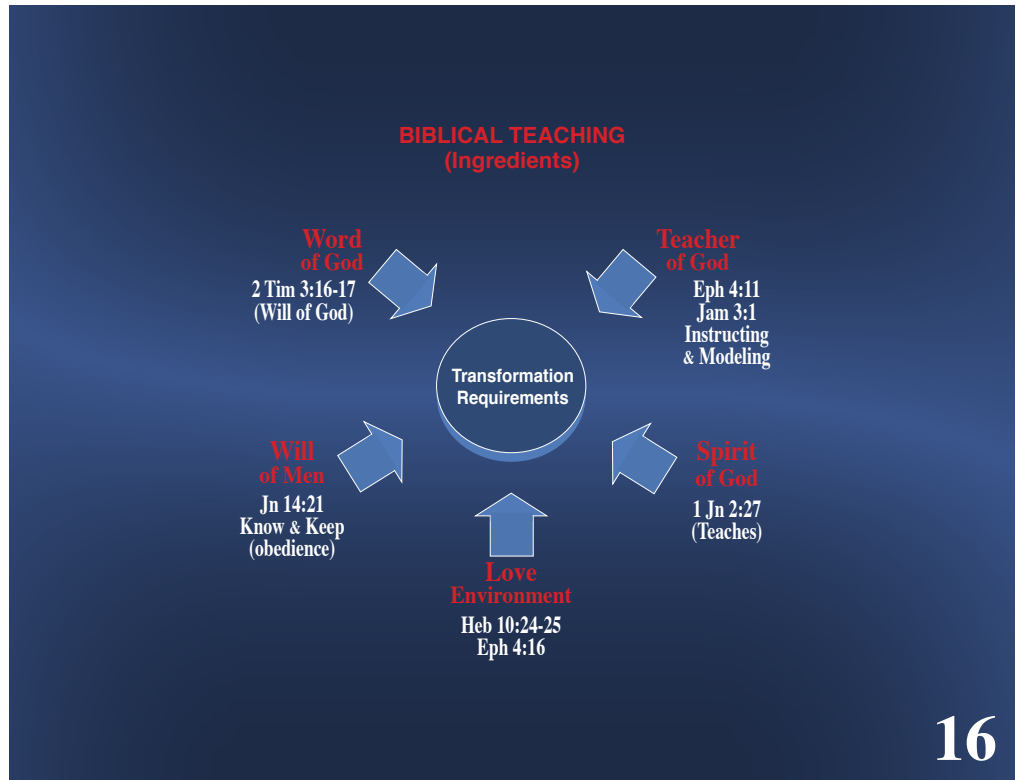 BIBLICAL TEACHING
(Ingredients)
Word
of God
2 Tim 3:16-17
(Will of God)
Teacher
of God
Eph 4:11
Jam 3:1
Instructing
& Modeling
Transformation
Requirements
Will
of Men
Jn 14:21
Know & Keep
(obedience)
Spirit
of God
1 Jn 2:27
(Teaches)
Love
Environment
Heb 10:24-25
Eph 4:16
16